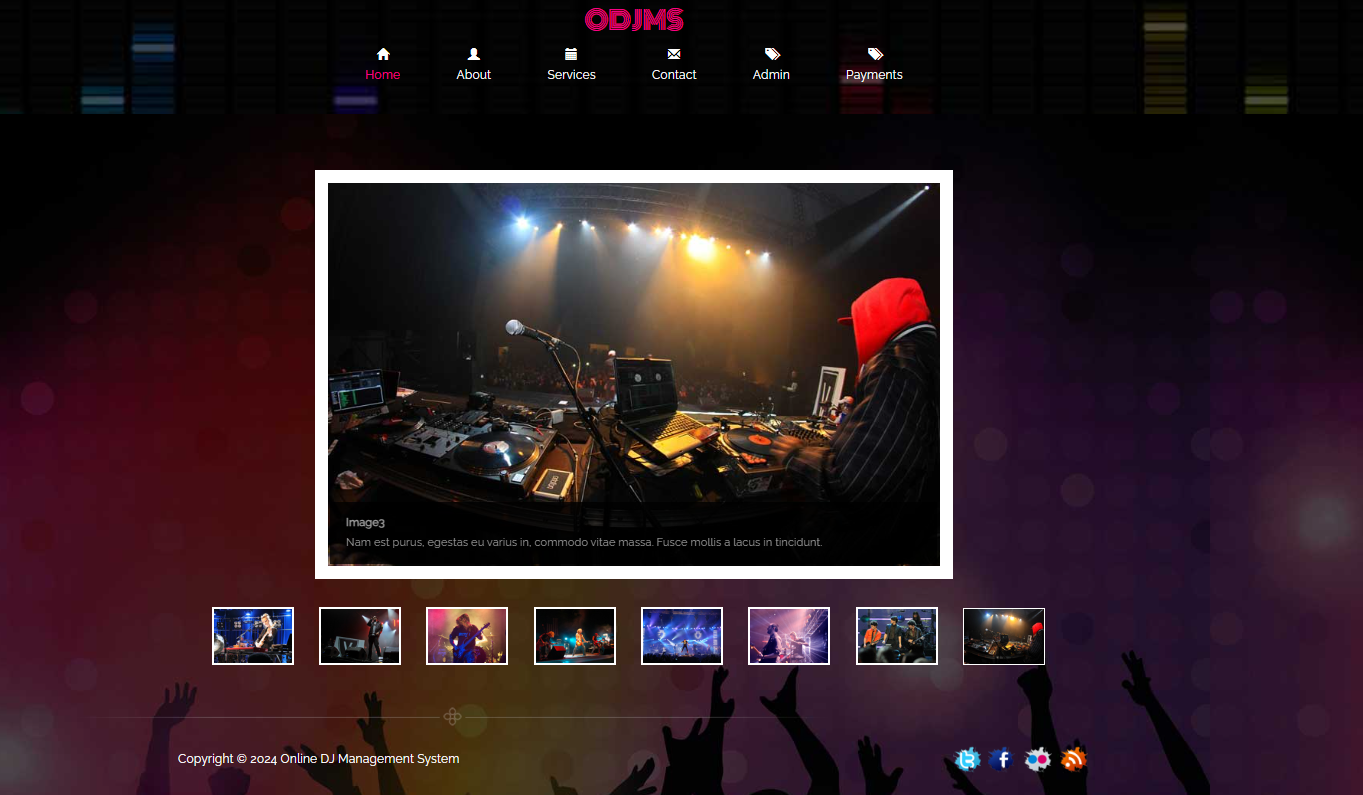 ODJMS
Home About Services Contact Admin Payments
Image3
Nam est purus, egestas eu varius in, commodo vitae massa. Fusce mollis a lacus in tincidunt.
Copyright © 2024 Online DJ Management System